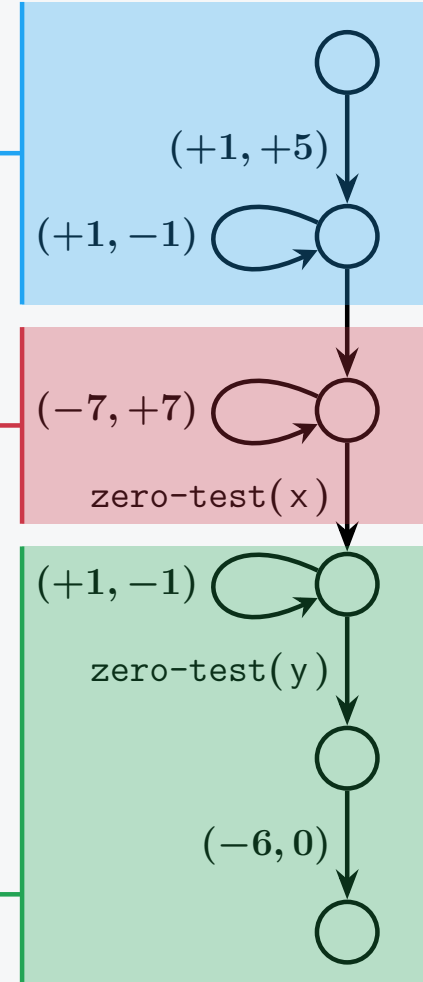 (+1, +5)
(+1, −1)
(−7, +7)
zero-test(x)
(+1, −1)
zero-test(y)
(−6, 0)